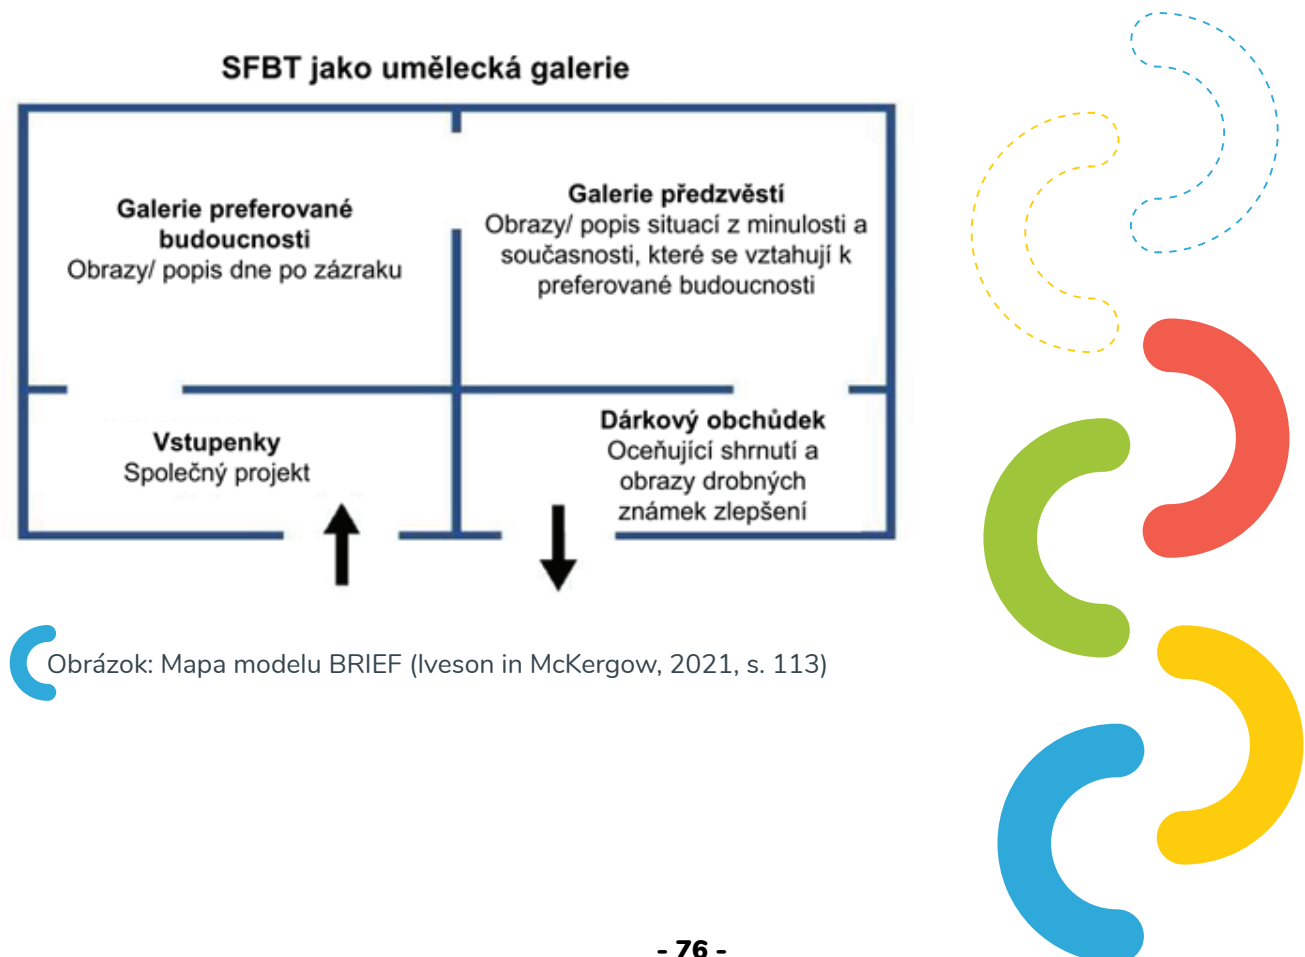 SFBT jako umělecká galerie
Galerie preferované
budoucnosti
Obrazy/ popis dne po zázraku
Galerie předzvěstí
Obrazy/ popis situací z minulosti a
současnosti, které se vztahují k
preferované budoucnosti
Vstupenky
Společný projekt
Dárkový obchůdek
Oceňující shrnutí a
obrazy drobných
známek zlepšení
Obrázok: Mapa modelu BRIEF (Iveson in McKergow, 2021, s. 113)
- 76 -